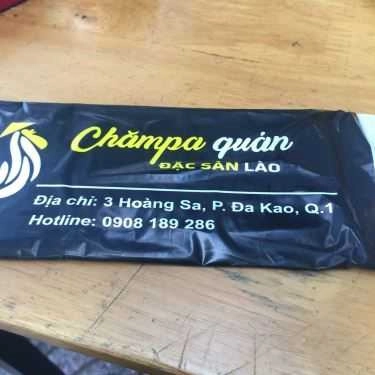 Chămpa quán
ĐẶC SẢN LÀO
Địa chỉ: 3 Hoàng Sa, P. Đa Kao, Q.1
Hotline: 0908 189 286